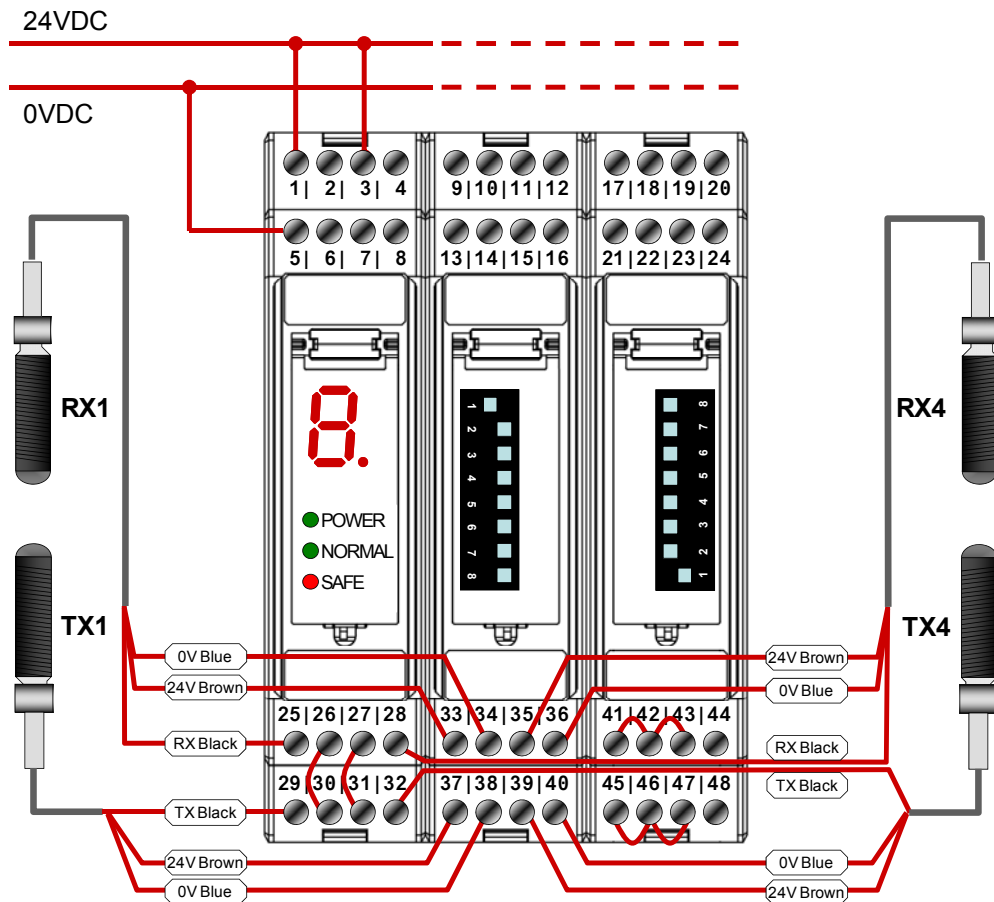 24VDC
0VDC
1| 2| 3| 4
9|10|11|12
17|18|19|20
5| 6| 7| 8
13|14|15|16
21|22|23|24
RX1
RX4
8.
1
2
3
4
5
6
7
8
8
7
6
5
4
3
2
1
POWER
NORMAL
SAFE
TX1
TX4
0V Blue
24V Brown
24V Brown
0V Blue
25|26|27|28
33|34|35|36
41|42|43|44
RX Black
RX Black
29|30|31|32
37|38|39|40
45|46|47|48
TX Black
TX Black
24V Brown
0V Blue
0V Blue
24V Brown